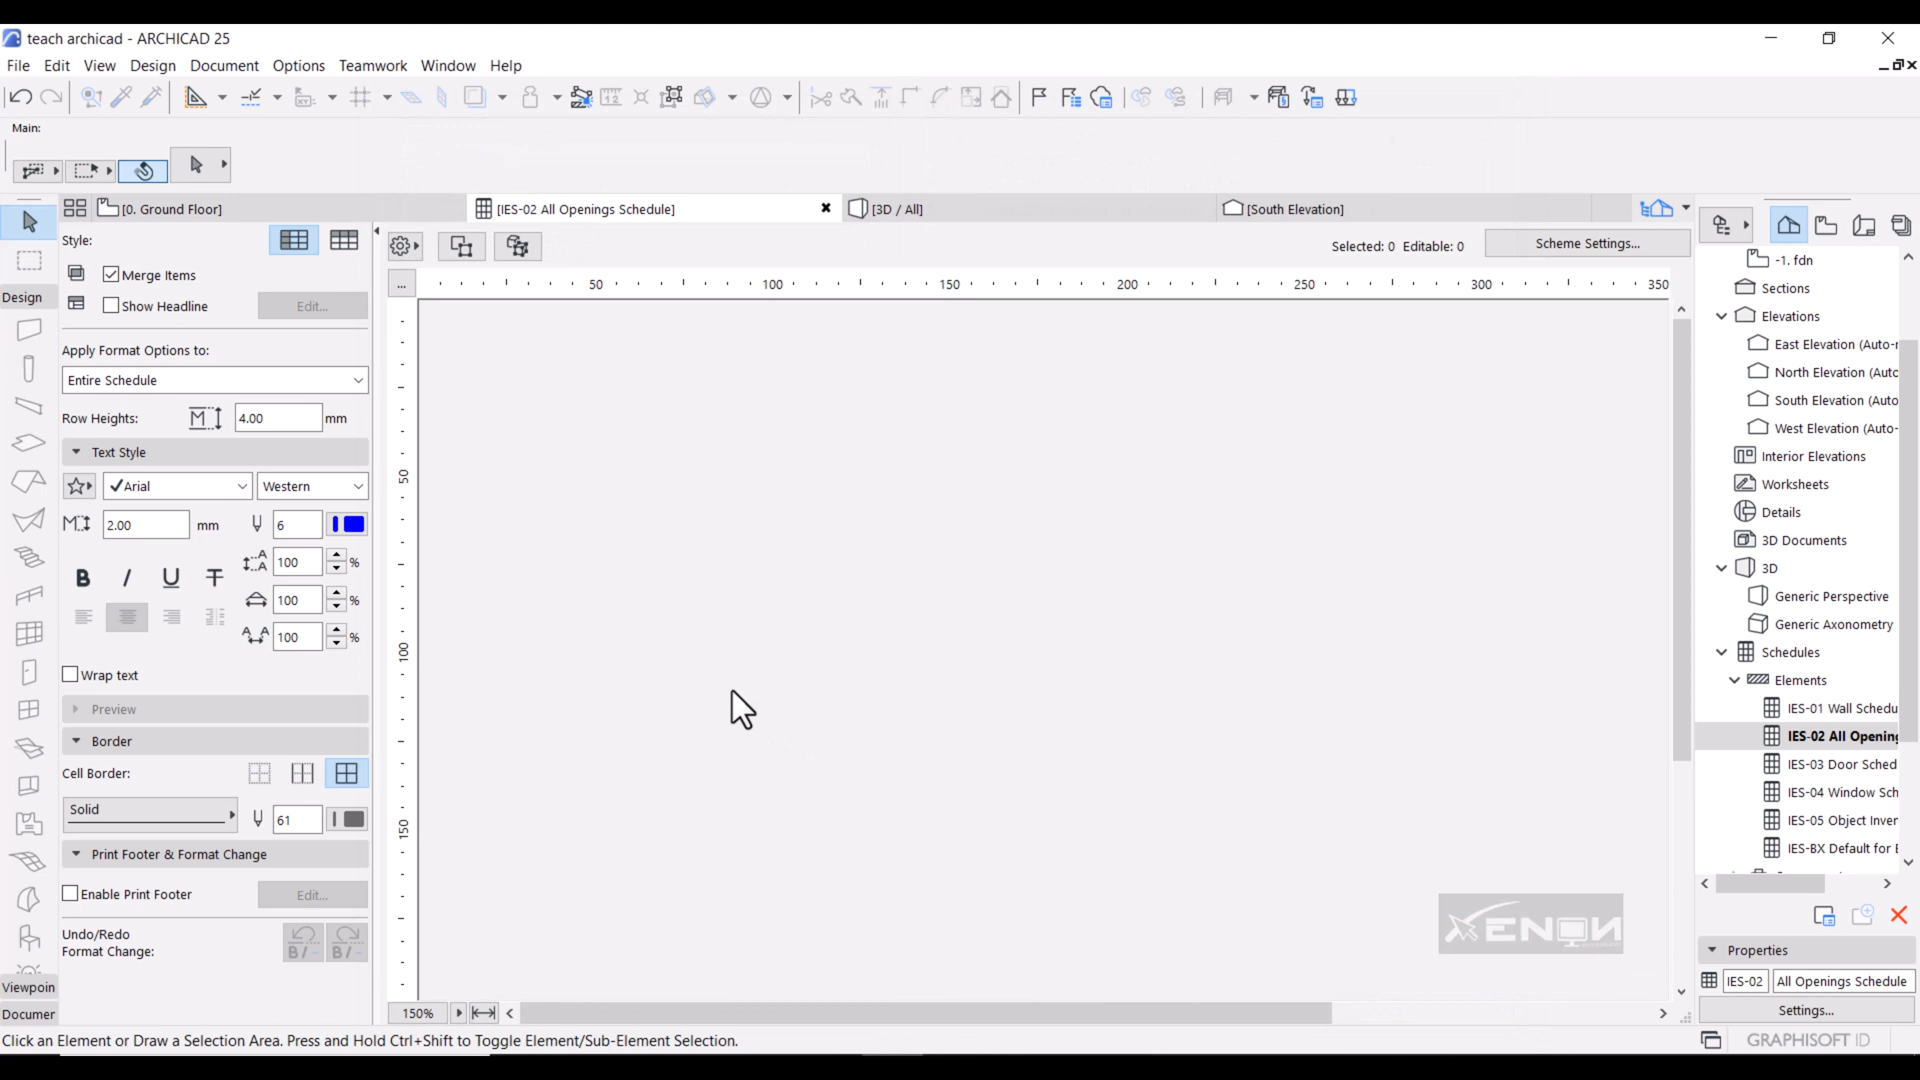 teach archicad - ARCHICAD 25
File Edit View Design Document Options Teamwork Window Help
Main:
[0. Ground Floor]
[IES-02 All Openings Schedule]
[3D / All]
[South Elevation]
Style:
Merge Items
Show Headline
Edit...
Apply Format Options to:
Entire Schedule
Row Heights:
4.00
mm
Text Style
Arial
Western
2.00
mm
6
100
%
100
%
100
%
Wrap text
Preview
Border
Cell Border:
Solid
61
Print Footer & Format Change
Enable Print Footer
Edit...
Undo/Redo
Format Change:
Design
Viewpoin
Documer
Selected: 0 Editable: 0
Scheme Settings...
50 100 150 200 250 300 350
50
100
150
XENON
150%
-1. fdn
Sections
Elevations
East Elevation (Auto-r
North Elevation (Autc
South Elevation (Auto
West Elevation (Auto-
Interior Elevations
Worksheets
Details
3D Documents
3D
Generic Perspective
Generic Axonometry
Schedules
Elements
IES-01 Wall Schedu
IES-02 All Opening
IES-03 Door Sched
IES-04 Window Sch
IES-05 Object Inver
IES-BX Default for E
Properties
IES-02
All Openings Schedule
Settings...
Click an Element or Draw a Selection Area. Press and Hold Ctrl+Shift to Toggle Element/Sub-Element Selection.
GRAPHISOFT ID